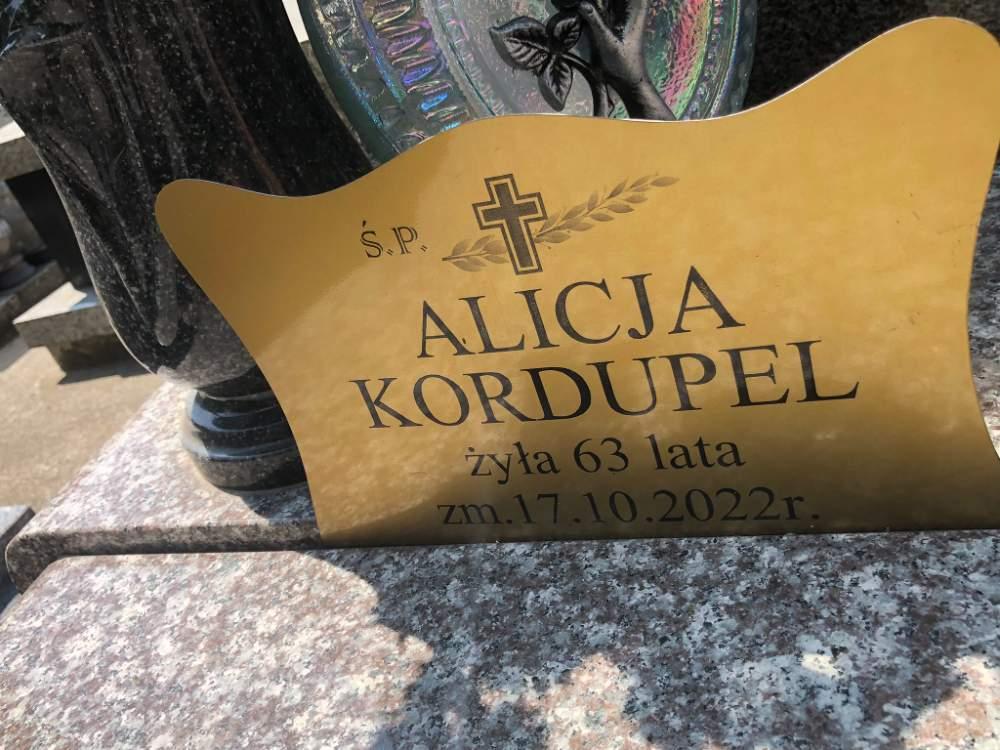 Ś.P.
ALICJA
KORDUPEL
żyła 63 lata
zm.17.10.2022r.